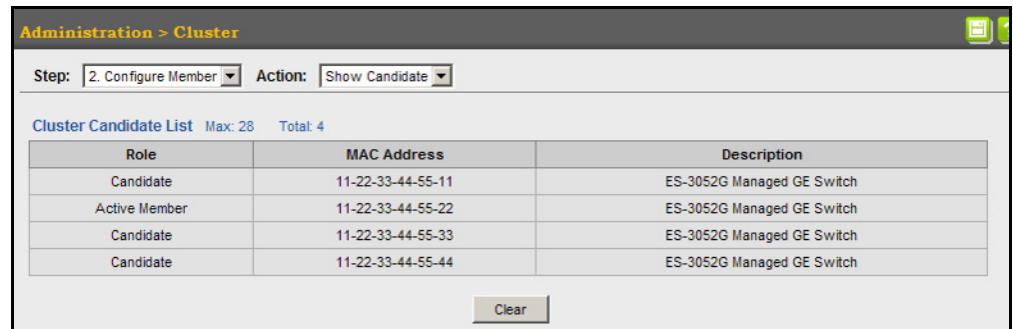 Administration > Cluster
Step: 2. Configure Member Action: Show Candidate
Cluster Candidate List Max: 28 Total: 4
Role MAC Address Description
Candidate 11-22-33-44-55-11 ES-3052G Managed GE Switch
Active Member 11-22-33-44-55-22 ES-3052G Managed GE Switch
Candidate 11-22-33-44-55-33 ES-3052G Managed GE Switch
Candidate 11-22-33-44-55-44 ES-3052G Managed GE Switch
Clear